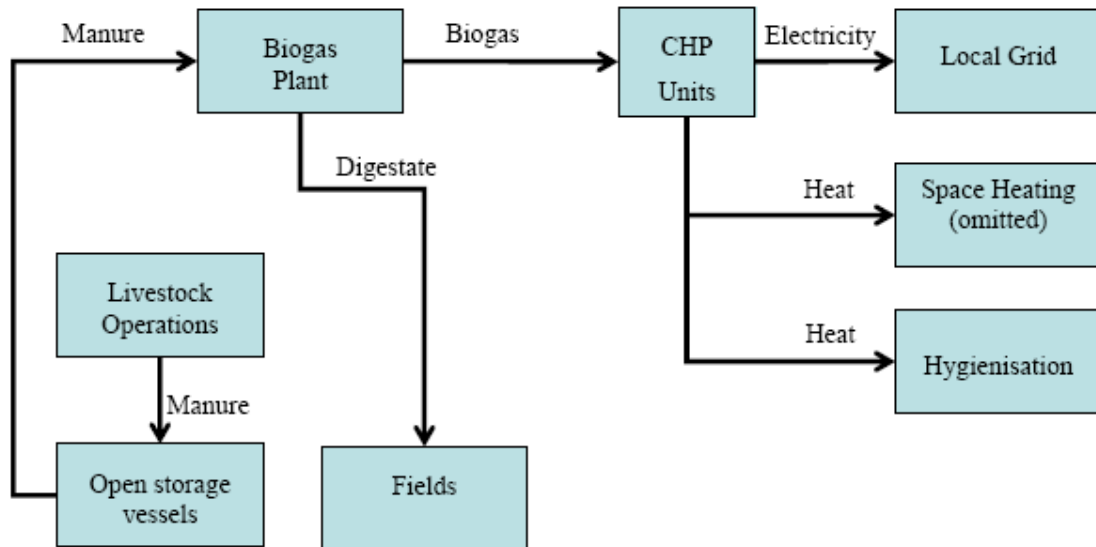 Manure
Biogas
Plant
Biogas
CHP
Units
Electricity
Local Grid
Digestate
Heat
Space Heating
(omitted)
Livestock
Operations
Heat
Hygienisation
Manure
Open storage
vessels
Fields